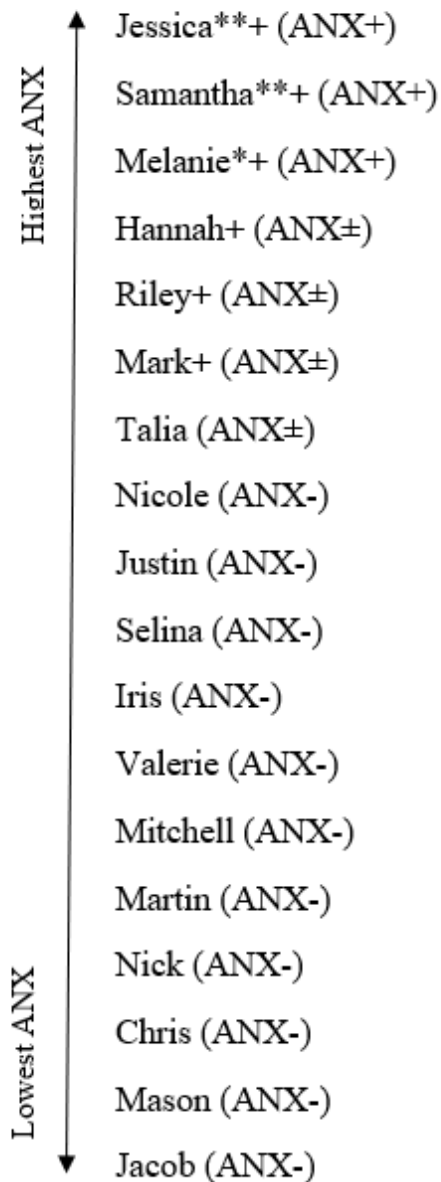 Highest ANX
Jessica**+ (ANX+)
Samantha**+ (ANX+)
Melanie*+ (ANX+)
Hannah+ (ANX±)
Riley+ (ANX±)
Mark+ (ANX±)
Talia (ANX±)
Nicole (ANX-)
Justin (ANX-)
Selina (ANX-)
Iris (ANX-)
Valerie (ANX-)
Mitchell (ANX-)
Martin (ANX-)
Nick (ANX-)
Chris (ANX-)
Mason (ANX-)
Jacob (ANX-)
Lowest ANX